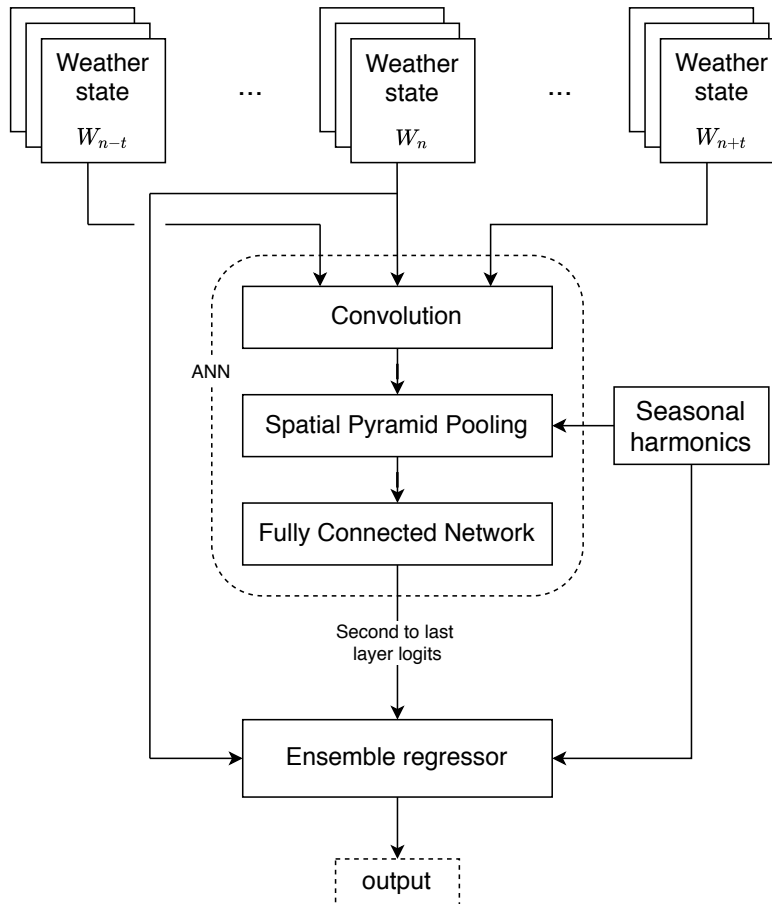 Weather
state
W_{n-t}
...
Weather
state
W_n
...
Weather
state
W_{n+t}
Convolution
ANN
Spatial Pyramid Pooling
Seasonal
harmonics
Fully Connected Network
Second to last
layer logits
Ensemble regressor
output